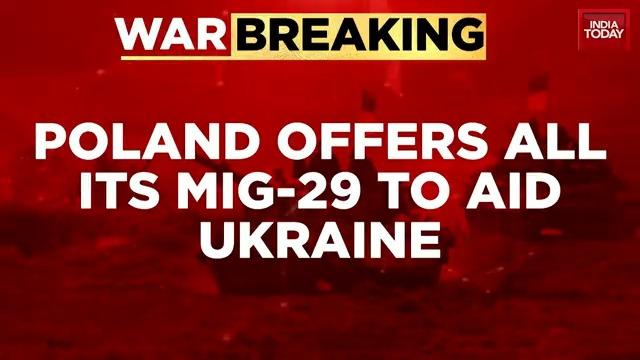 WAR BREAKING
INDIA
TODAY
POLAND OFFERS ALL
ITS MIG-29 TO AID
UKRAINE